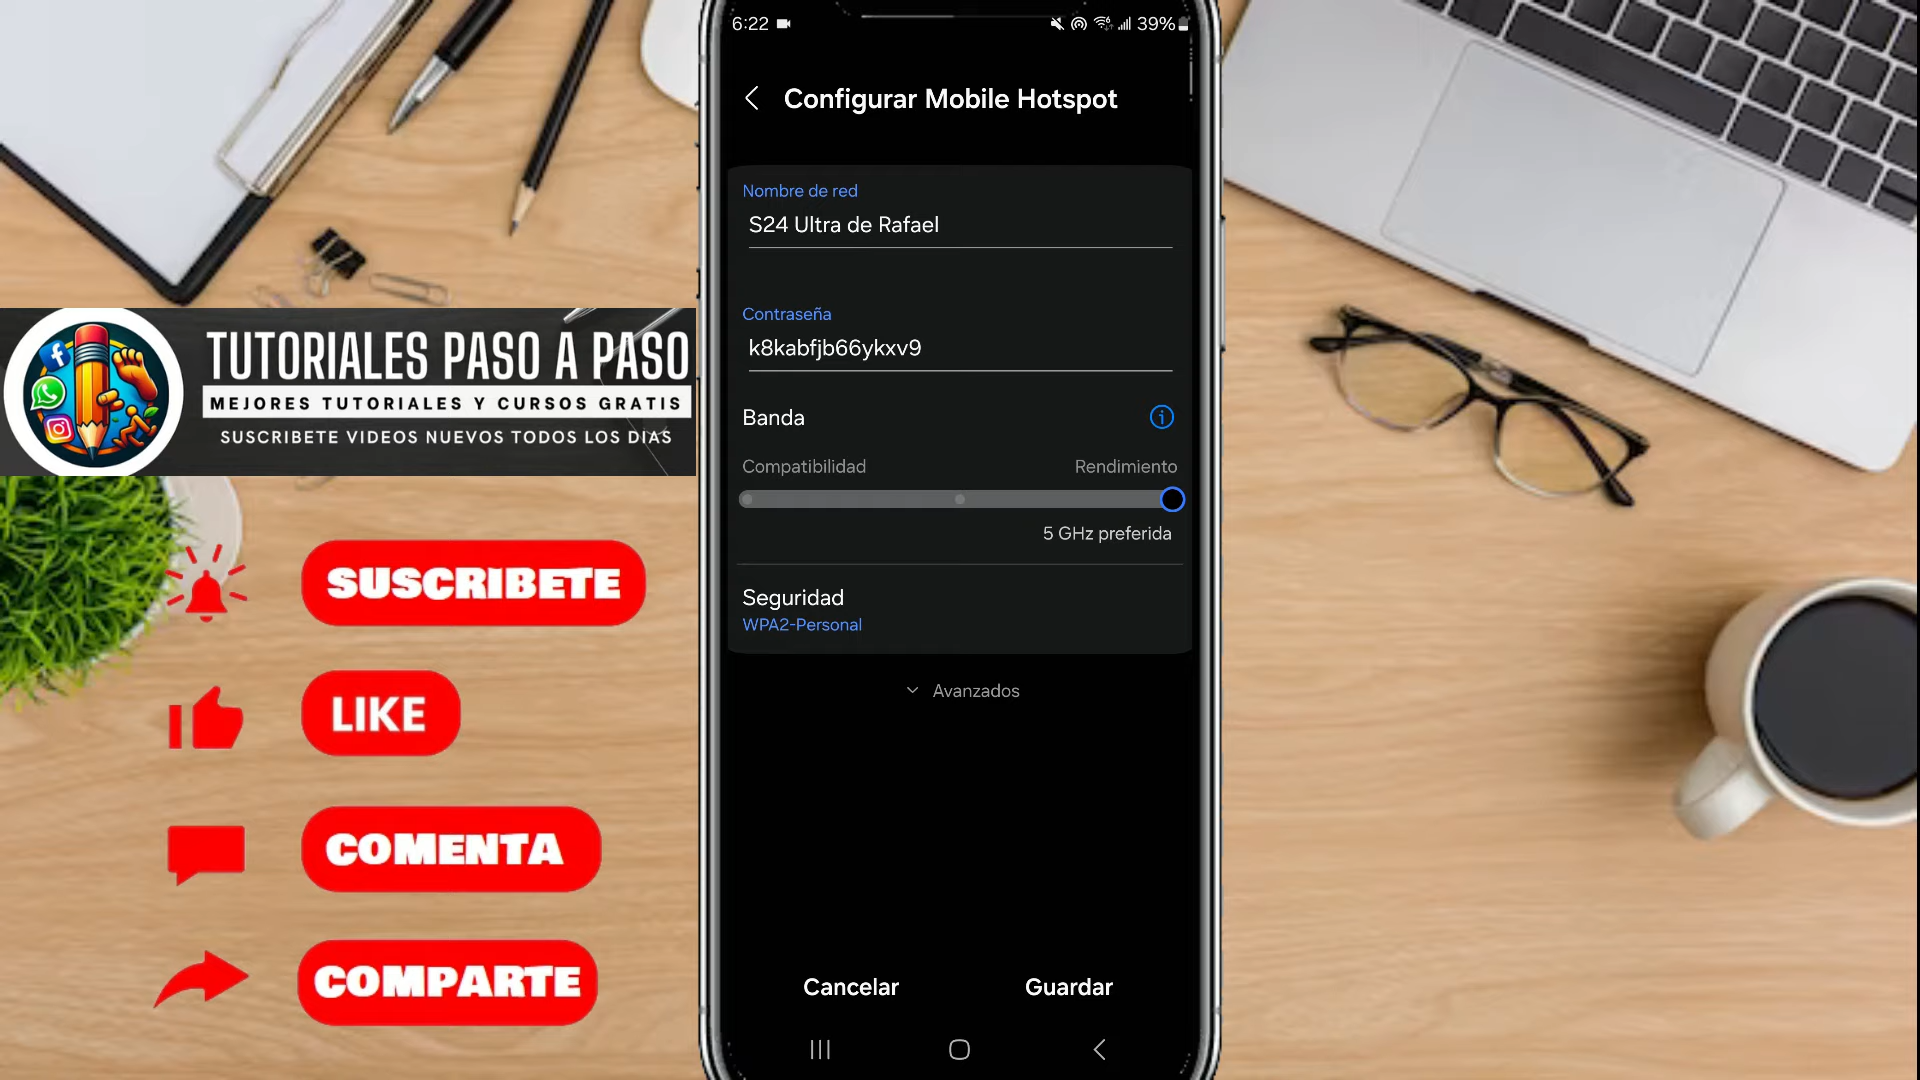 6:22
39%
Configurar Mobile Hotspot
Nombre de red
S24 Ultra de Rafael
Contraseña
k8kabfjb66ykxv9
Banda
Compatibilidad
Rendimiento
5 GHz preferida
Seguridad
WPA2-Personal
Avanzados
Cancelar
Guardar
TUTORIALES PASO A PASO
MEJORES TUTORIALES Y CURSOS GRATIS
SUSCRIBETE VIDEOS NUEVOS TODOS LOS DIAS
SUSCRIBETE
LIKE
COMENTA
COMPARTE